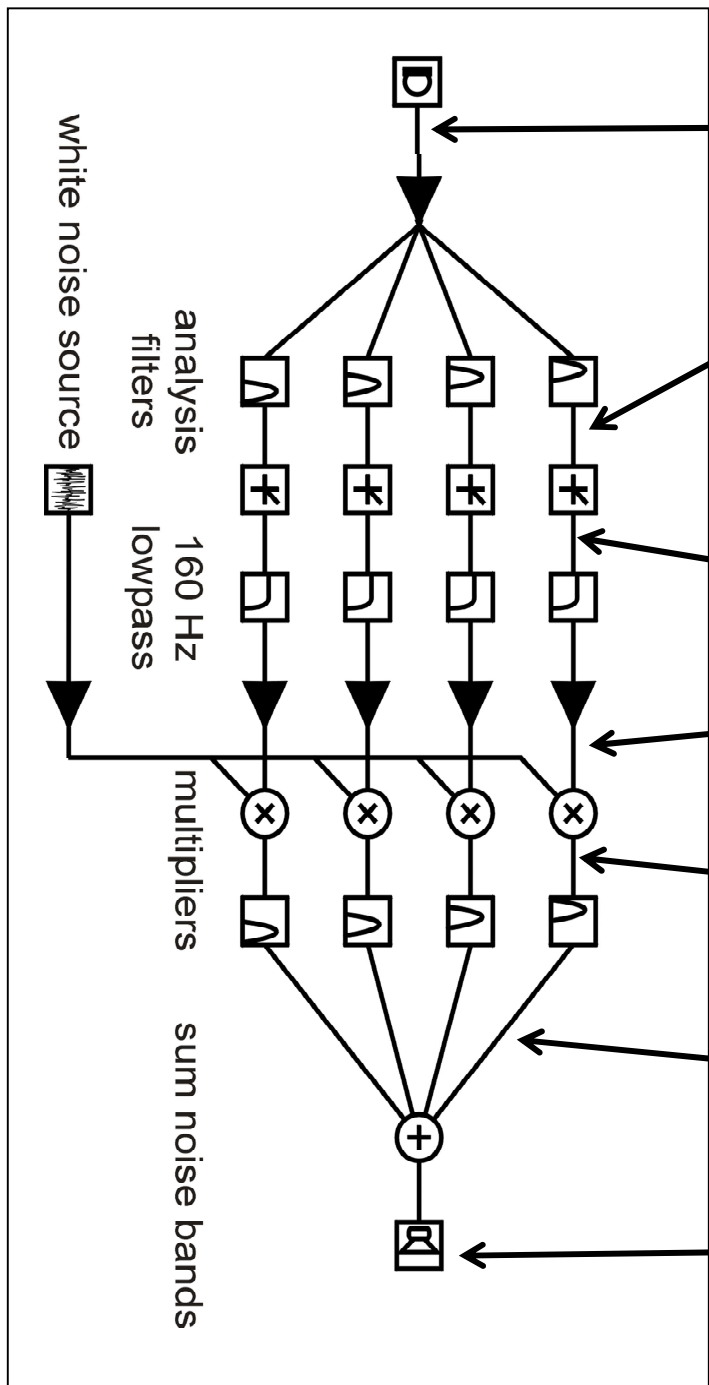 white noise source
analysis
filters
160 Hz
lowpass
multipliers
sum noise bands